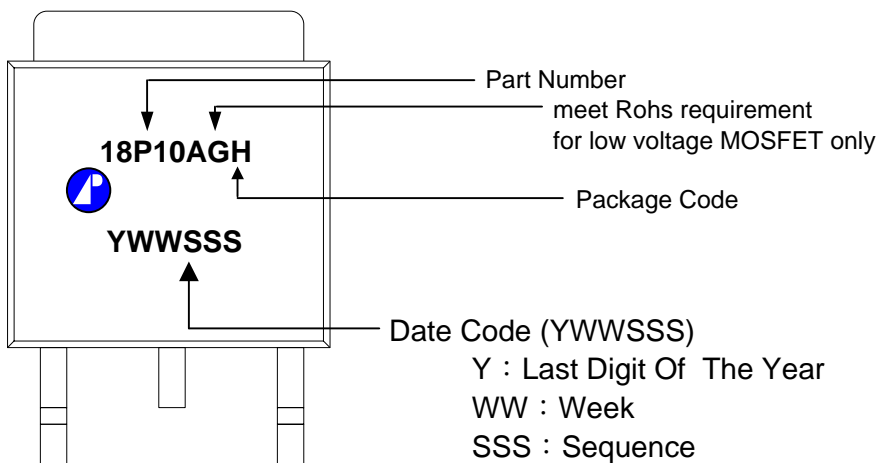 Part Number
meet Rohs requirement
for low voltage MOSFET only
18P10AGH
Package Code
YWWSSS
Date Code (YWWSSS)
Y：Last Digit Of The Year
WW：Week
SSS：Sequence